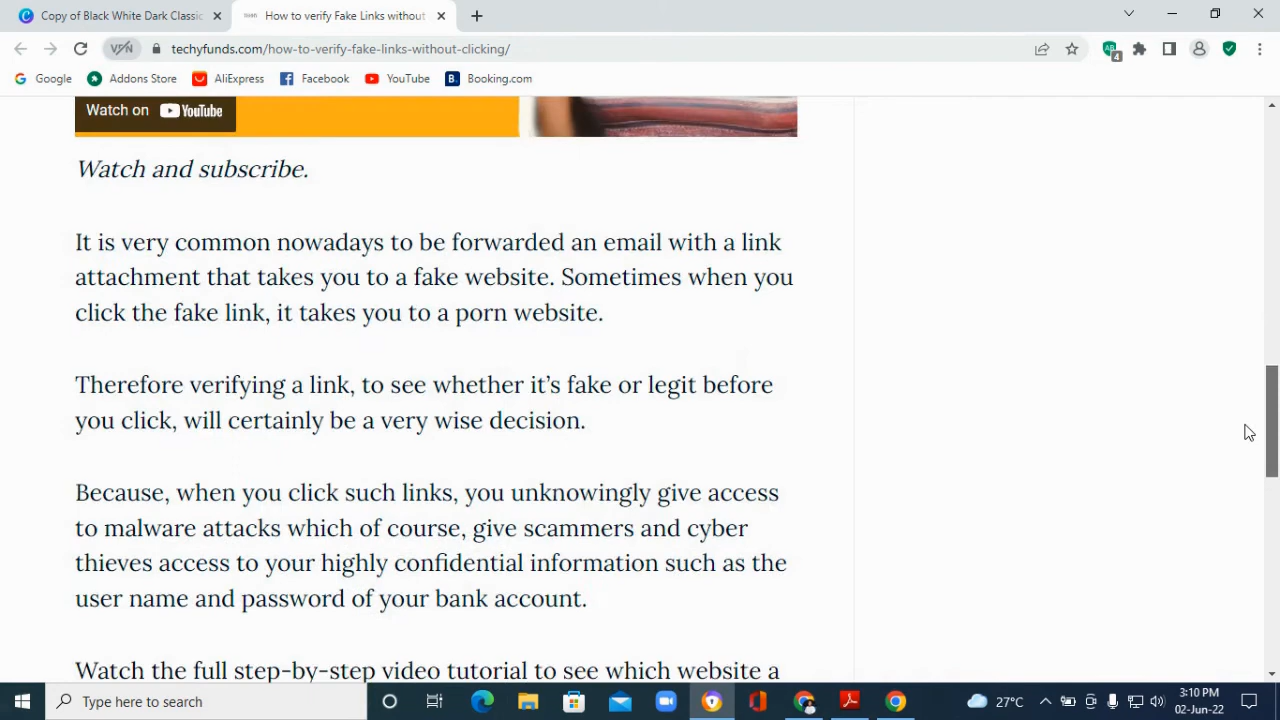 Copy of Black White Dark Classic
How to verify Fake Links without
VPN
techyfunds.com/how-to-verify-fake-links-without-clicking/
4
Google
Addons Store
AliExpress
Facebook
YouTube
B.
Booking.com
Watch on YouTube
Watch and subscribe.
It is very common nowadays to be forwarded an email with a link
attachment that takes you to a fake website. Sometimes when you
click the fake link, it takes you to a porn website.
Therefore verifying a link, to see whether it’s fake or legit before
you click, will certainly be a very wise decision.
Because, when you click such links, you unknowingly give access
to malware attacks which of course, give scammers and cyber
thieves access to your highly confidential information such as the
user name and password of your bank account.
Watch the full step-by-step video tutorial to see which website a
Type here to search
27°C
3:10 PM
02-Jun-22